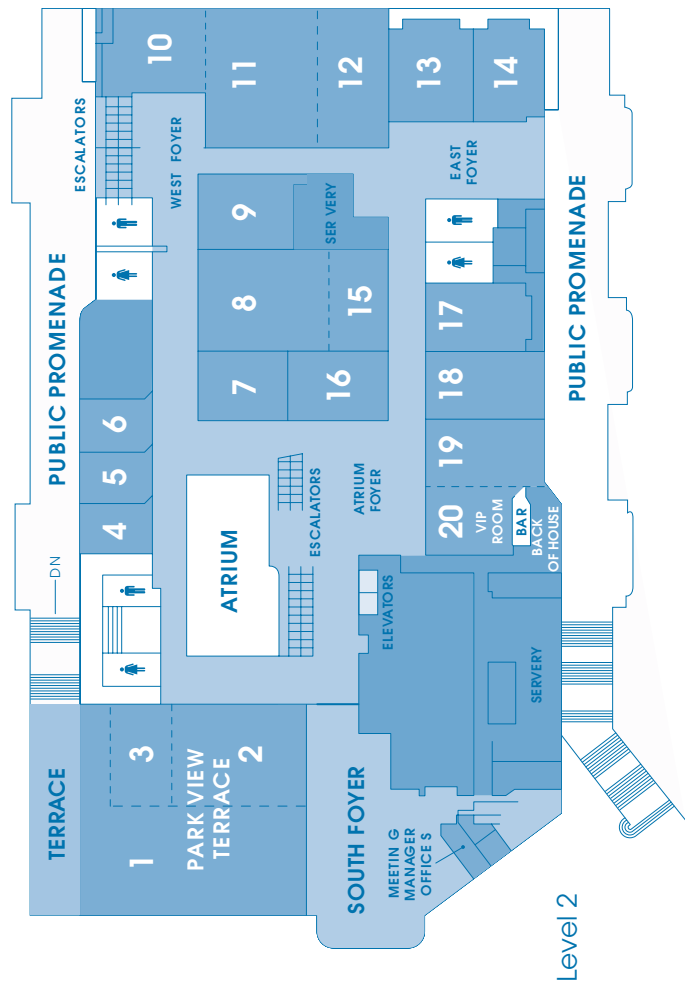 PUBLIC PROMENADE
ESCALATORS
DN
TERRACE
10
11
12
13
14
WEST FOYER
EAST
FOYER
9
SER VERY
8
15
7
16
6
5
4
17
18
19
20
VIP
ROOM
BAR
BACK
OF HOUSE
ATRIUM
ESCALATORS
ATRIUM
FOYER
ELEVATORS
SERVERY
3
2
1
PARK VIEW
TERRACE
SOUTH FOYER
MEETIN G
MANAGER
OFFICE S
PUBLIC PROMENADE
Level 2